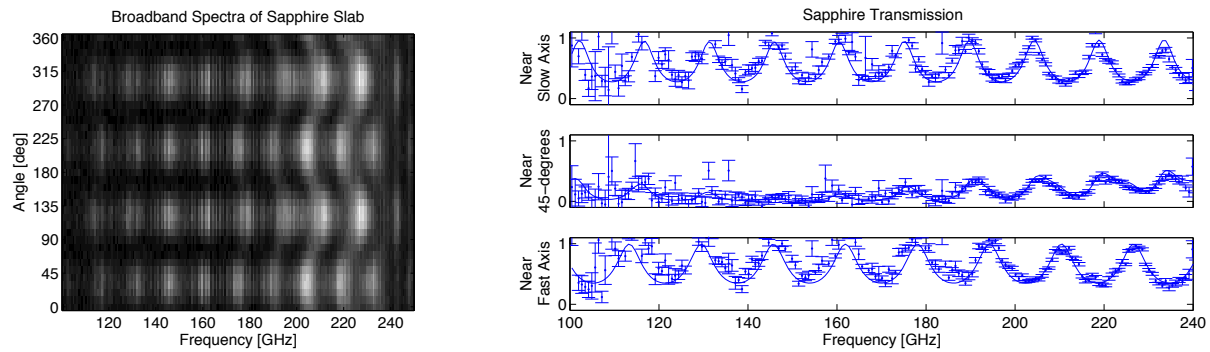 Broadband Spectra of Sapphire Slab
Angle [deg]
360
315
270
225
180
135
90
45
0
120 140 160 180 200 220 240
Frequency [GHz]
Sapphire Transmission
Near
Slow Axis
1
0
Near
45−degrees
1
0
Near
Fast Axis
1
0
100 120 140 160 180 200 220 240
Frequency [GHz]